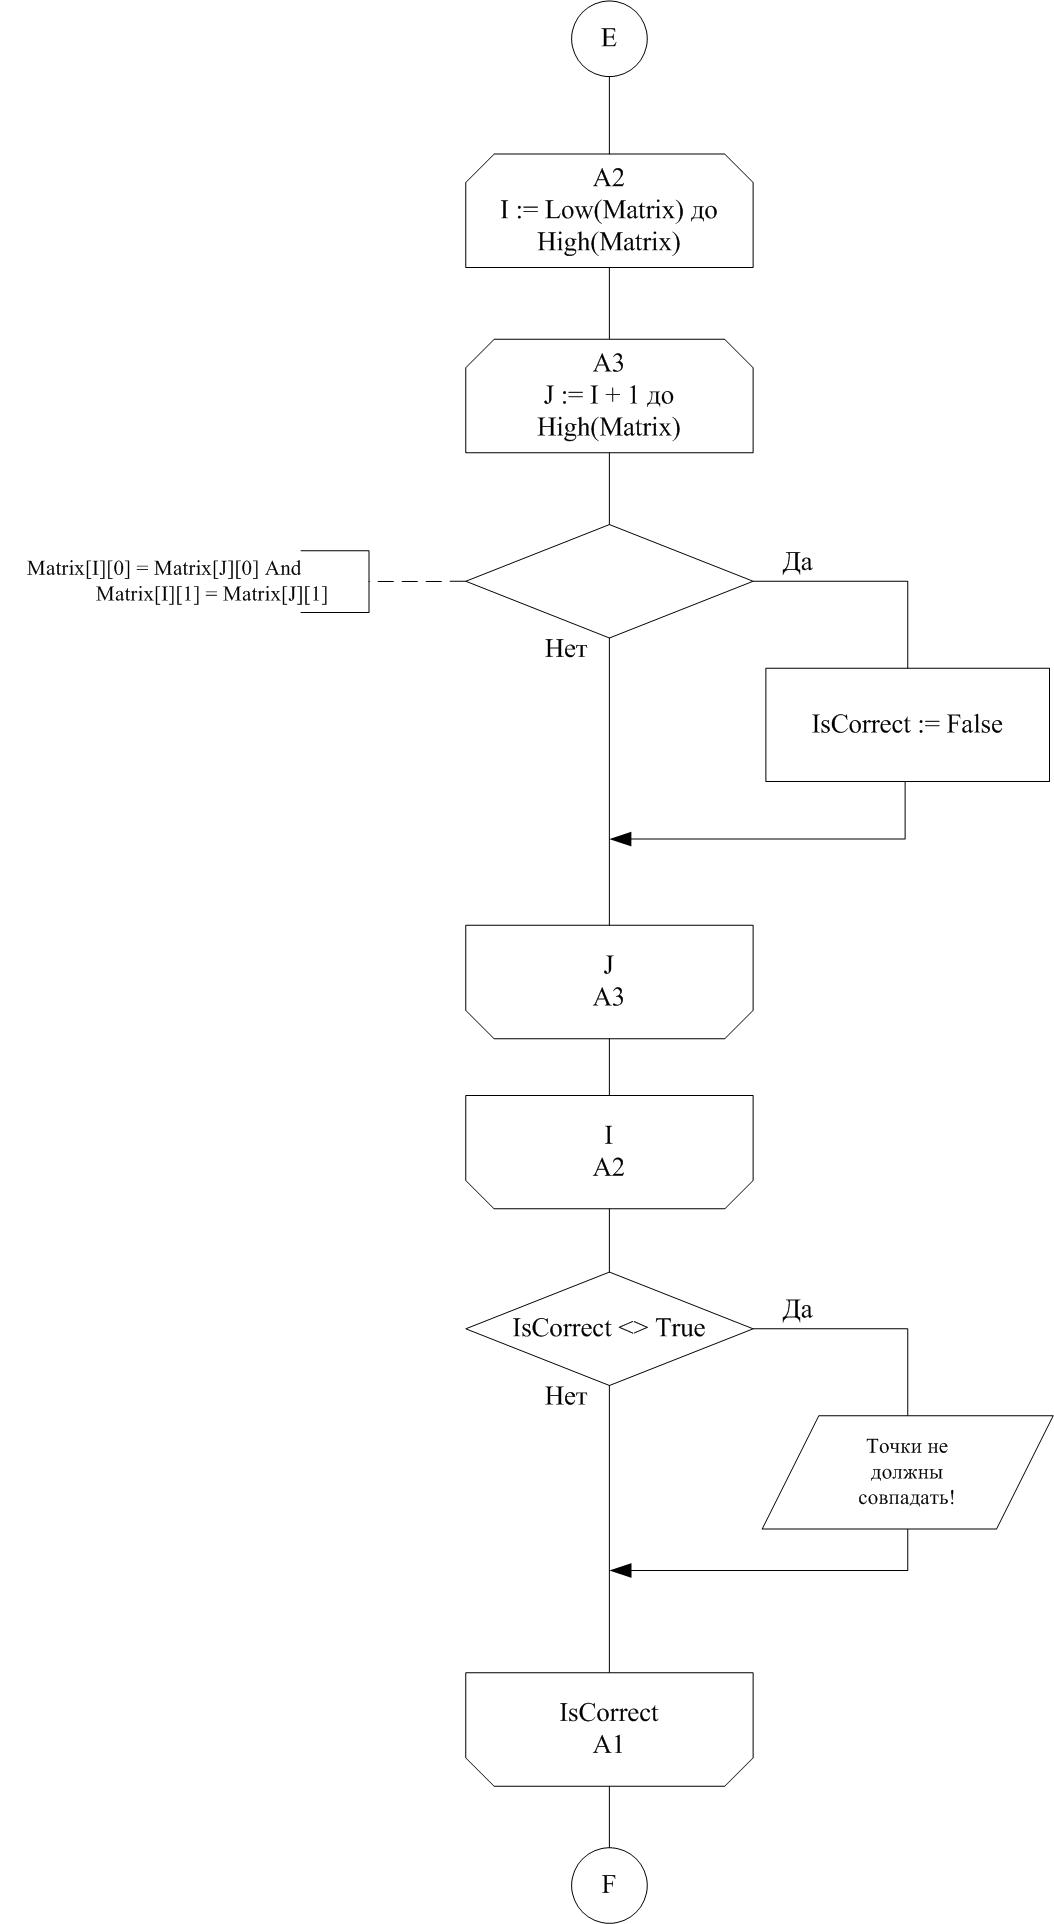 E
A2
I := Low(Matrix) до
High(Matrix)
A3
J := I + 1 до
High(Matrix)
Matrix[I][0] = Matrix[J][0] And
Matrix[I][1] = Matrix[J][1]
Да
Нет
IsCorrect := False
J
A3
I
A2
IsCorrect <> True
Да
Нет
Точки не
должны
совпадать!
IsCorrect
A1
F